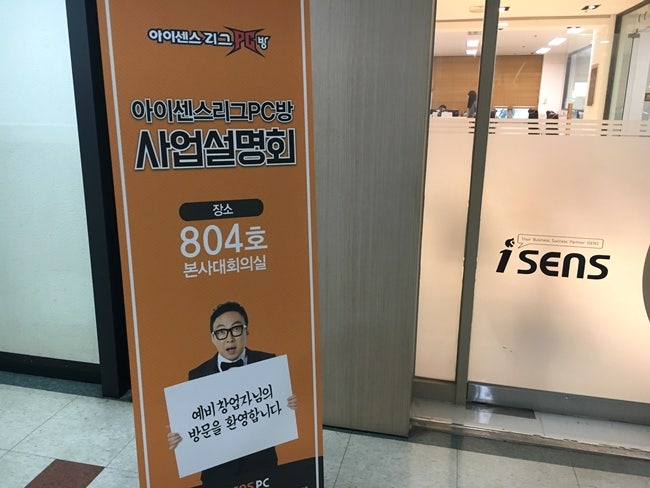 아이센스리그PC방
아이센스리그PC방
사업설명회
장소
804호
본사대회의실
예비 창업자님의
방문을 환영합니다
PC
Your Business, Success, Partner iSENS
iSENS